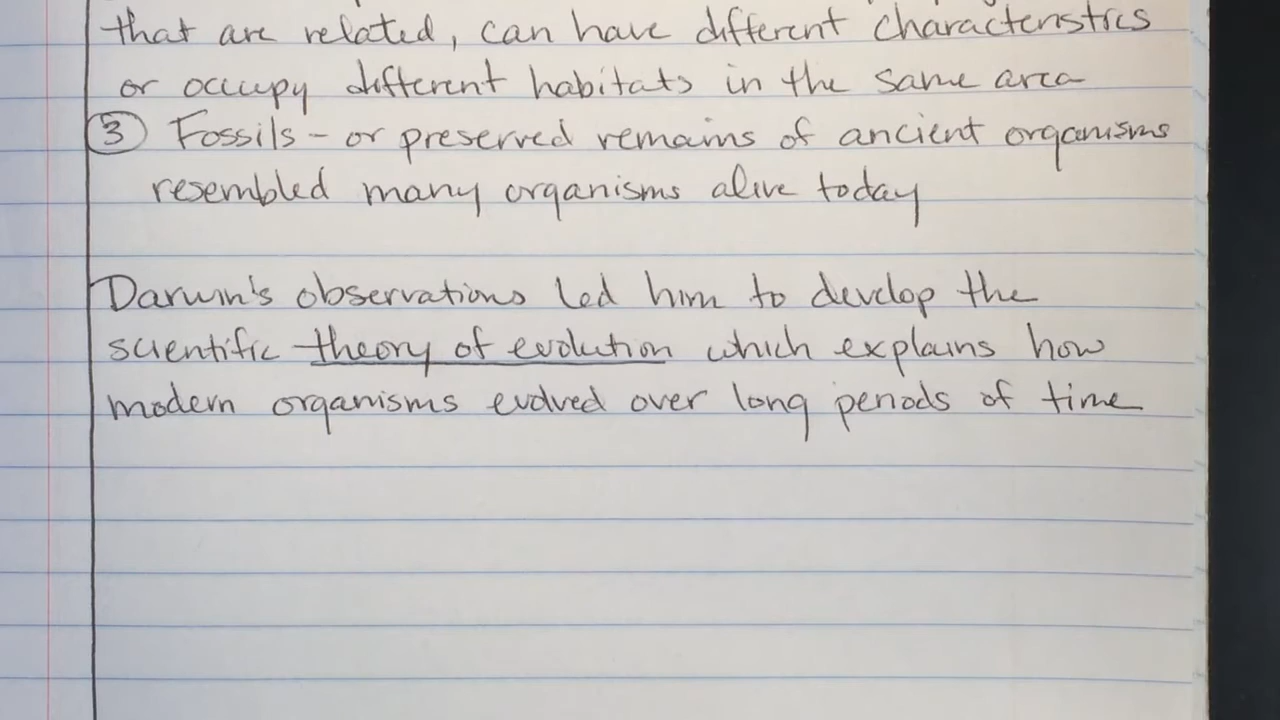 that are related, can have different characteristics
or occupy different habitats in the same area
3 Fossils - or preserved remains of ancient organisms
resembled many organisms alive today
Darwin's observations led him to develop the
scientific theory of evolution which explains how
modern organisms evolved over long periods of time